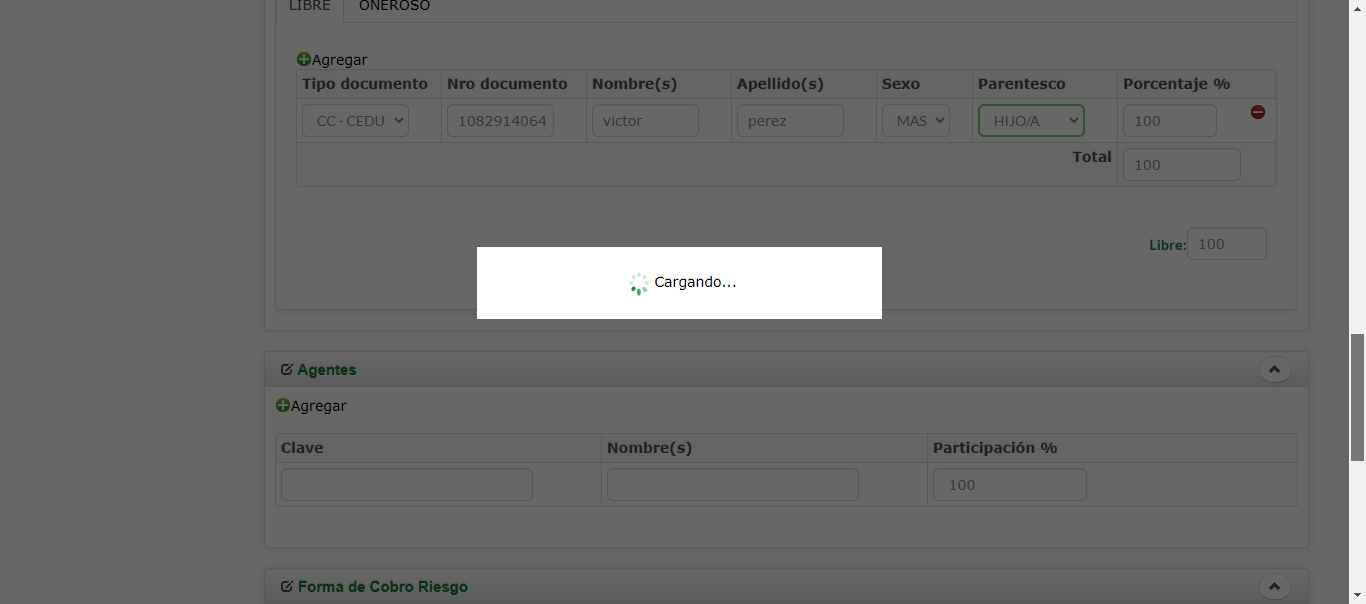 LIBRE ONEROSO
Agregar
Tipo documento Nro documento Nombre(s) Apellido(s) Sexo Parentesco Porcentaje %
CC - CEDU 1082914064 victor perez MAS HIJO/A 100
Total 100
Libre: 100
Cargando...
Agentes
Agregar
Clave Nombre(s) Participación %
100
Forma de Cobro Riesgo